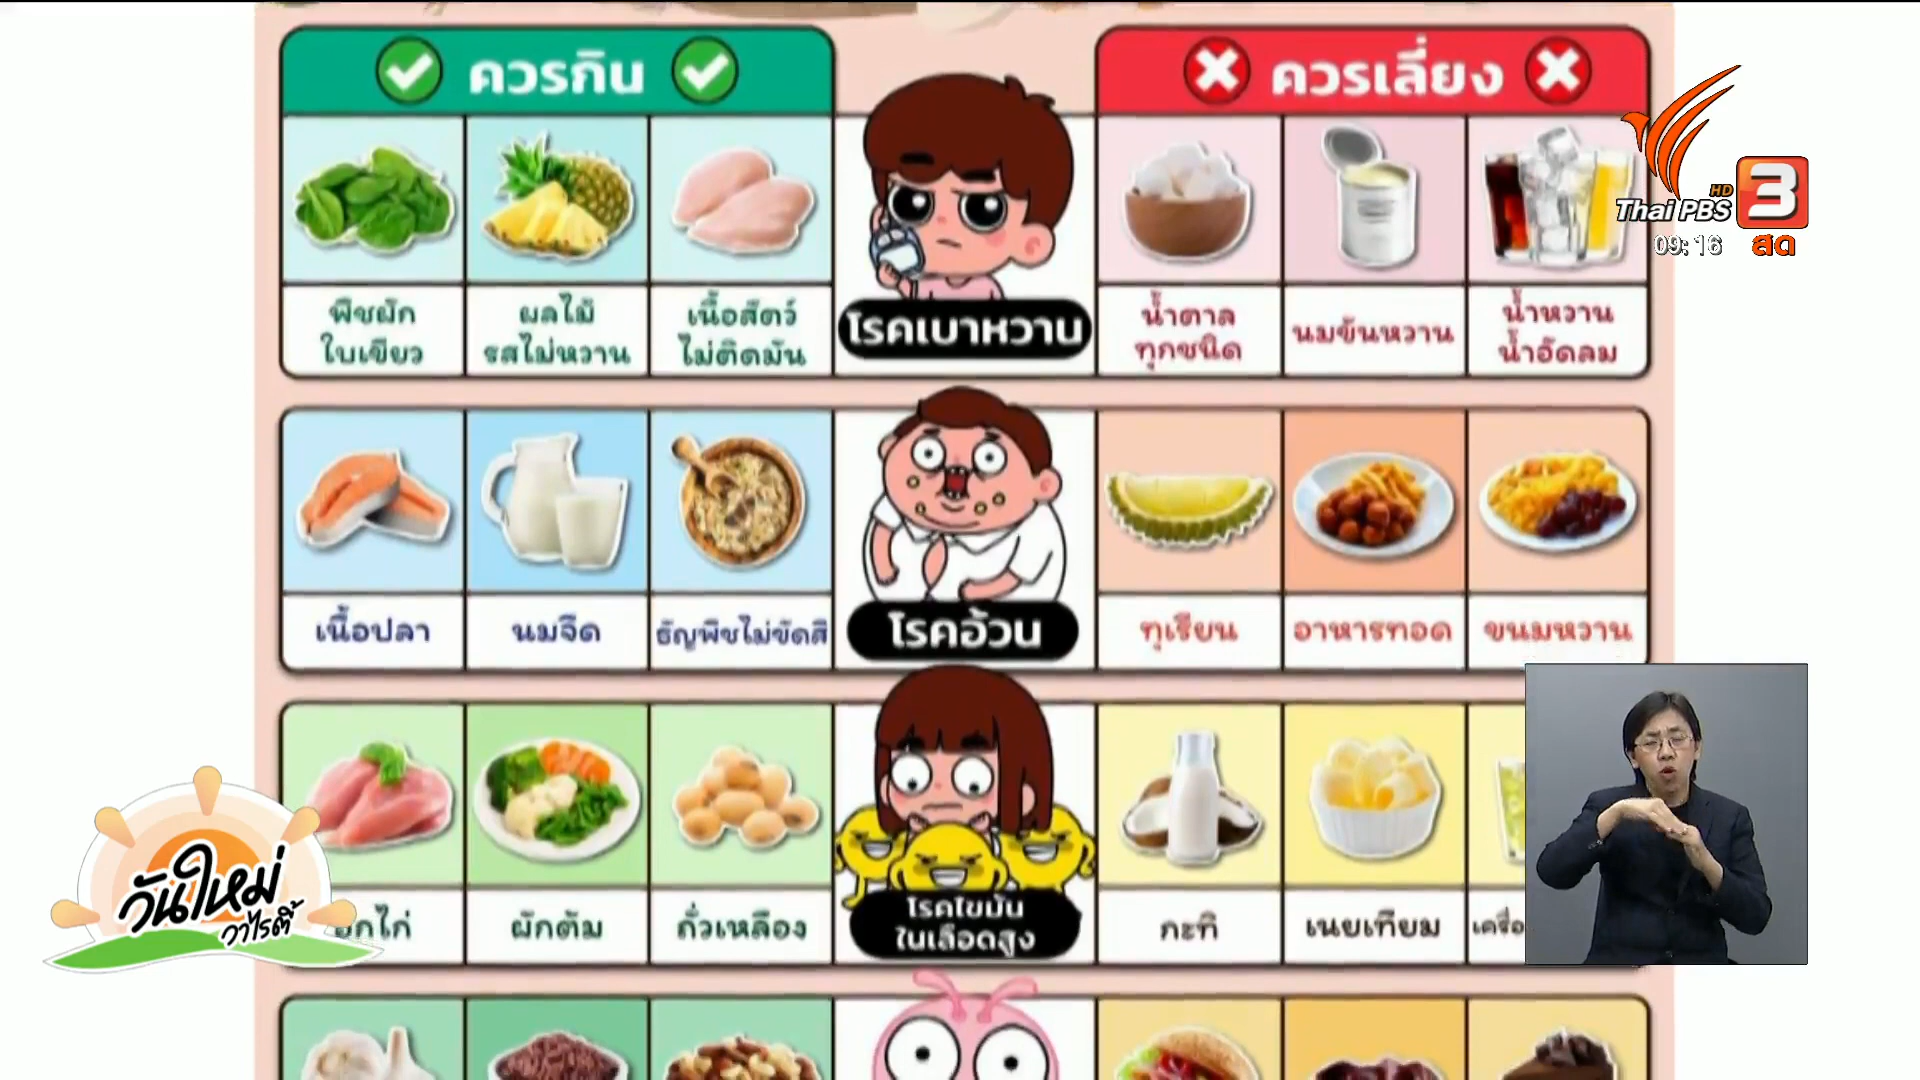 ควรกิน
ควรเลี่ยง
HD
Thai PBS 3
09:16 สด
พืชผัก
ใบเขียว
ผลไม้
รสไม่หวาน
เนื้อสัตว์
ไม่ติดมัน
โรคเบาหวาน
น้ำตาล
ทุกชนิด
นมข้นหวาน
น้ำหวาน
น้ำอัดลม
เนื้อปลา
นมจืด
ธัญพืชไม่ขัดสี
โรคอ้วน
ทุเรียน
อาหารทอด
ขนมหวาน
วันใหม่
วาไรตี้
ผักต้ม
ถั่วเหลือง
โรคไขมัน
ในเลือดสูง
กะทิ
เนยเทียม